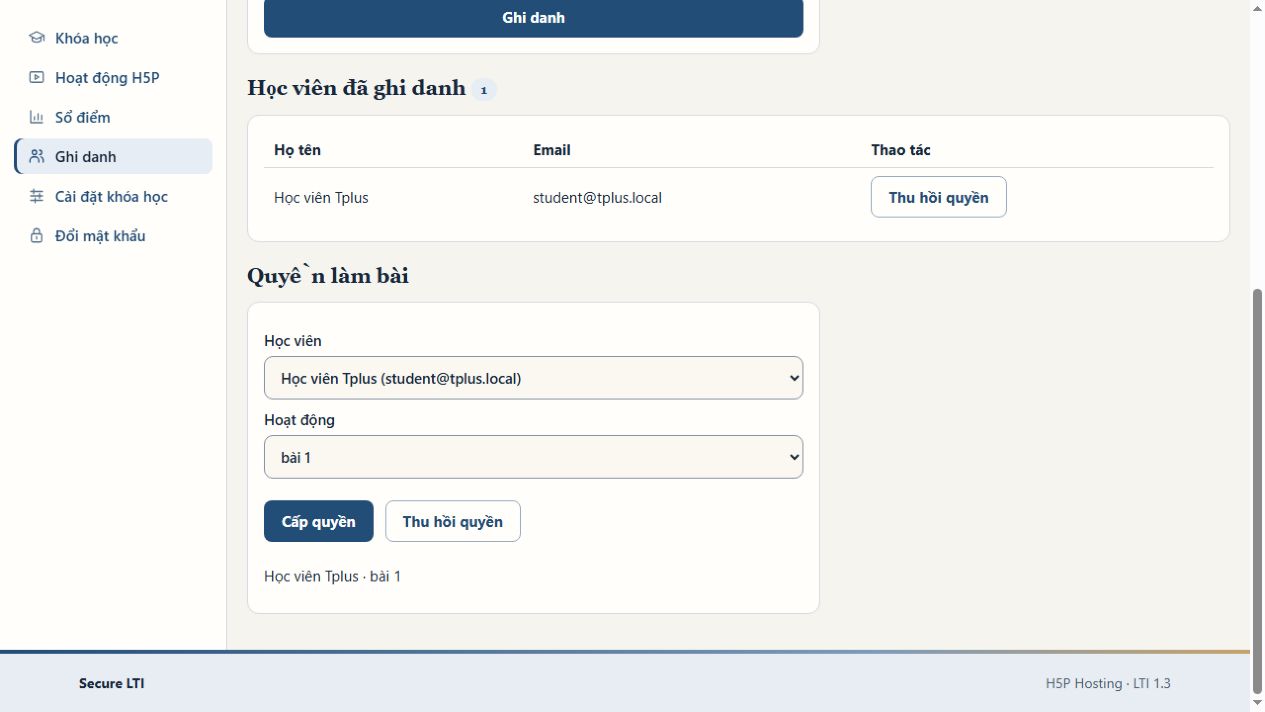 Ghi danh
Khóa học
Hoạt động H5P
Sổ điểm
Ghi danh
Cài đặt khóa học
Đổi mật khẩu
Học viên đã ghi danh 1
Họ tên Email Thao tác
Học viên Tplus student@tplus.local Thu hồi quyền
Quyền làm bài
Học viên
Học viên Tplus (student@tplus.local)
Hoạt động
bài 1
Cấp quyền Thu hồi quyền
Học viên Tplus · bài 1
Secure LTI H5P Hosting · LTI 1.3